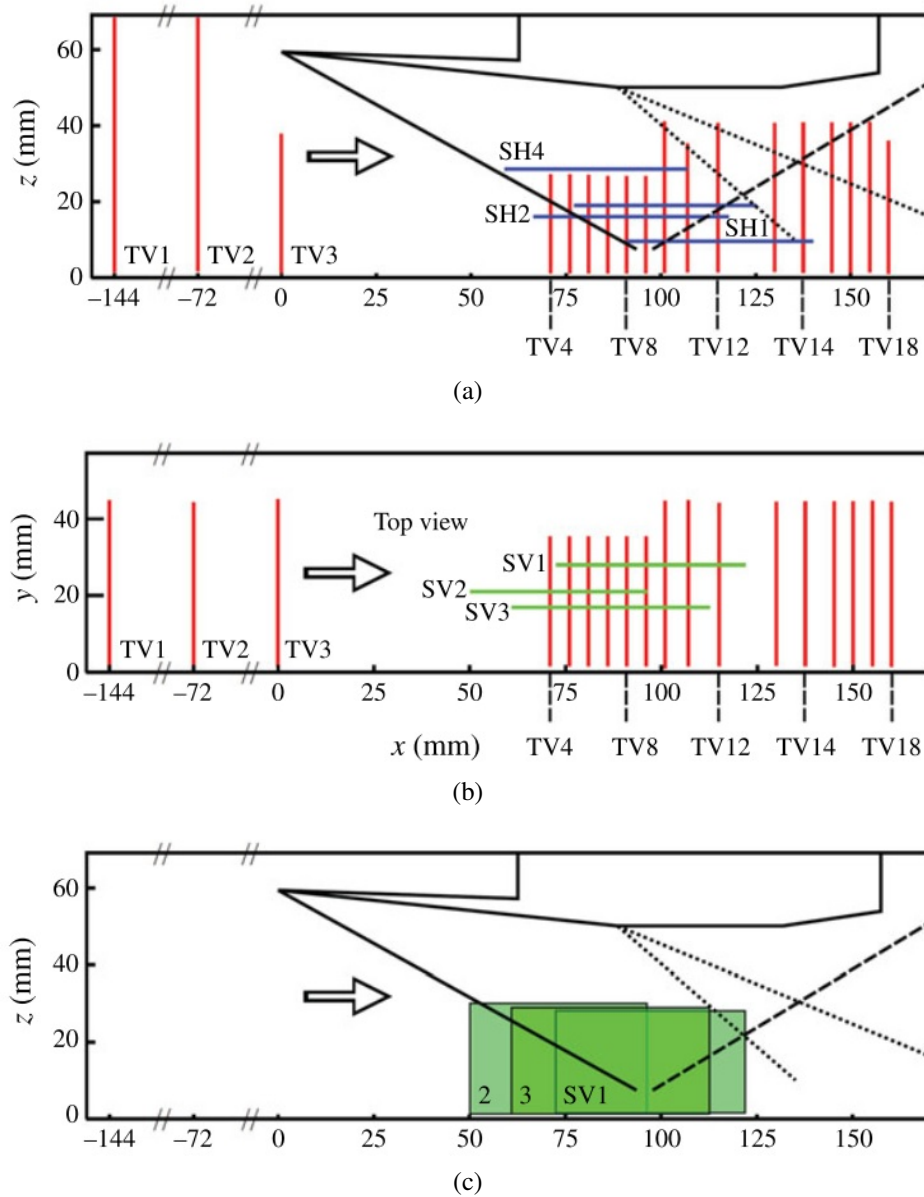 60
40
20
0
z (mm)
TV1 TV2 TV3
SH4
SH2
SH1
–144 –72 0 25 50 75 100 125 150
TV4 TV8 TV12 TV14 TV18
(a)
40
20
0
y (mm)
Top view
SV1
SV2
SV3
TV1 TV2 TV3
–144 –72 0 25 50 75 100 125 150
x (mm) TV4 TV8 TV12 TV14 TV18
(b)
60
40
20
0
z (mm)
2 3 SV1
–144 –72 0 25 50 75 100 125 150
(c)